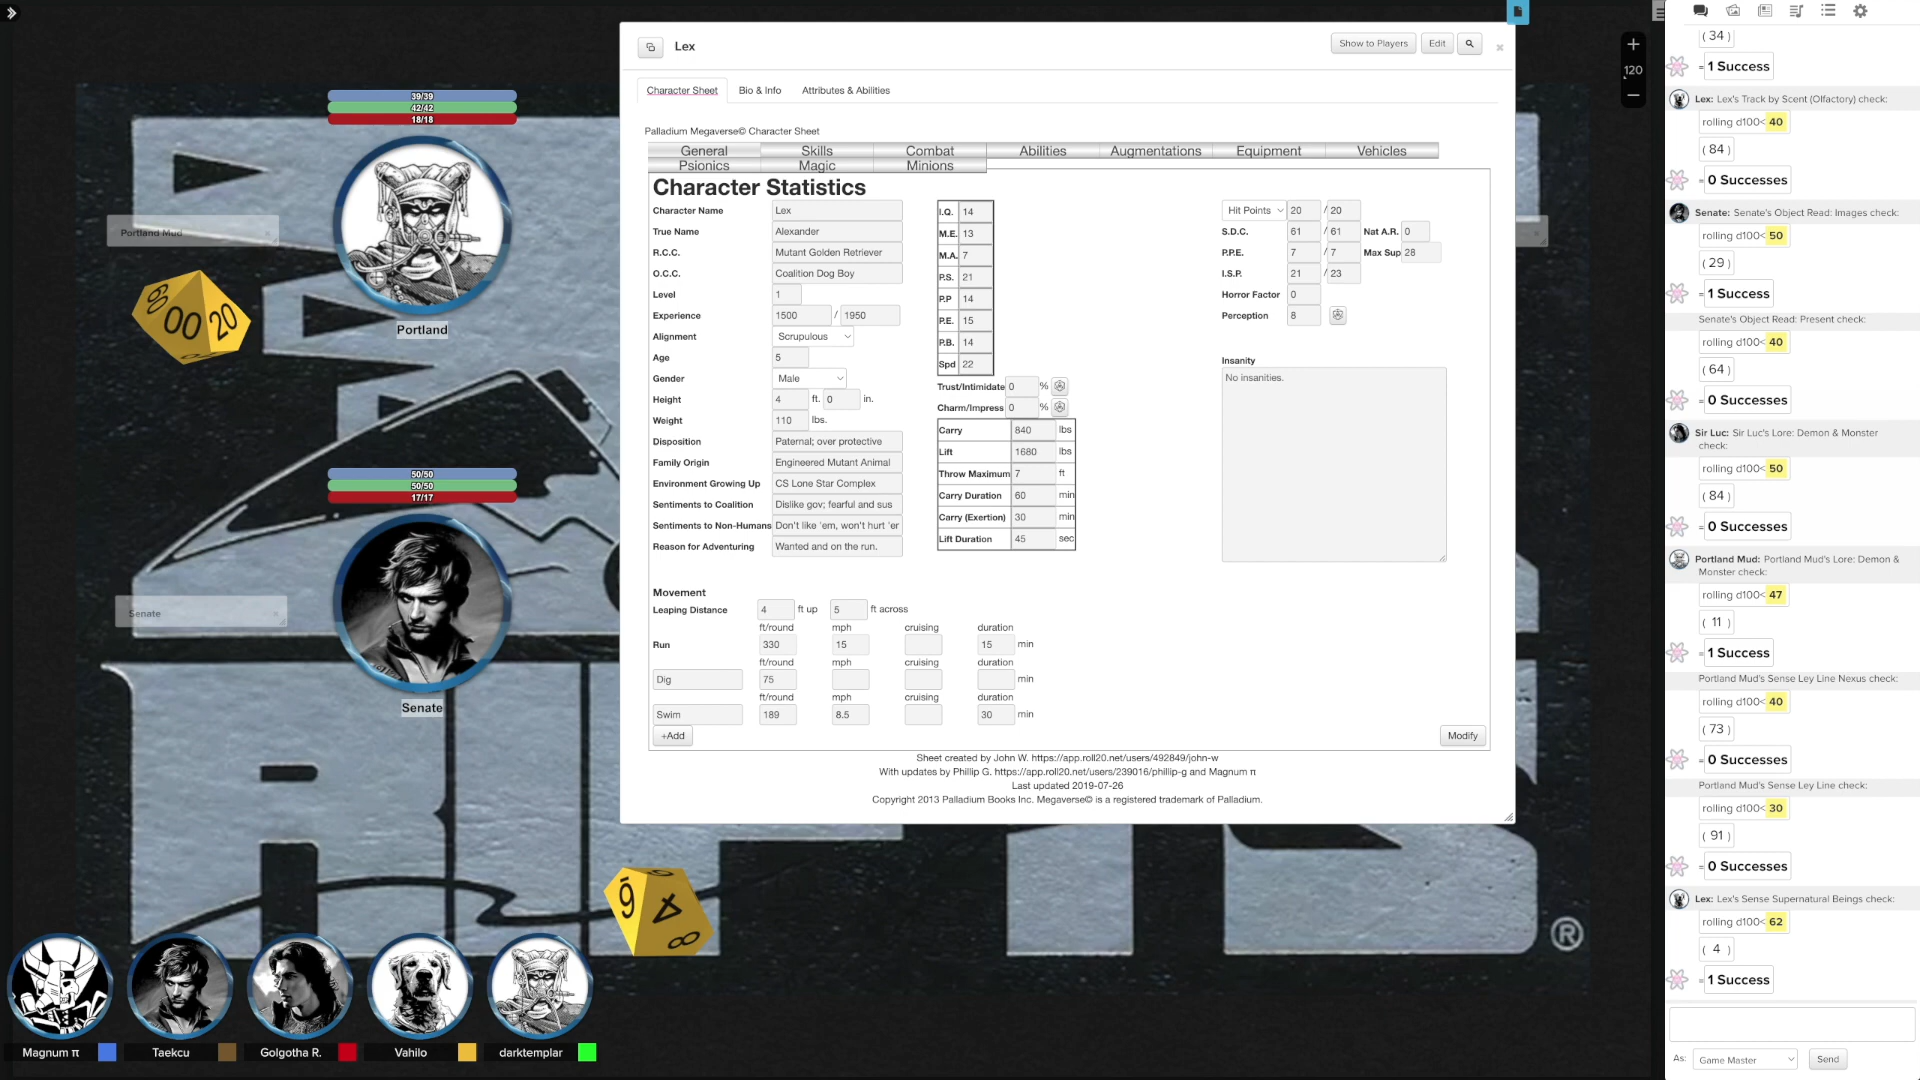 39/39
42/42
18/18
Portland Mud
60
00
20
Portland
50/50
50/50
17/17
Senate
Senate
9
4
8
®
Magnum π
Taekcu
Golgotha R.
Vahilo
darktemplar
Lex
Show to Players
Edit
Character Sheet
Bio & Info
Attributes & Abilities
Palladium Megaverse© Character Sheet
General Skills Combat Abilities Augmentations Equipment Vehicles
Psionics Magic Minions
Character Statistics
Character Name Lex
True Name Alexander
R.C.C. Mutant Golden Retriever
O.C.C. Coalition Dog Boy
Level 1
Experience 1500 / 1950
Alignment Scrupulous
Age 5
Gender Male
Height 4 ft. 0 in.
Weight 110 lbs.
Disposition Paternal; over protective
Family Origin Engineered Mutant Animal
Environment Growing Up CS Lone Star Complex
Sentiments to Coalition Dislike gov; fearful and sus
Sentiments to Non-Humans Don't like 'em, won't hurt 'er
Reason for Adventuring Wanted and on the run.
I.Q. 14
M.E. 13
M.A. 7
P.S. 21
P.P 14
P.E. 15
P.B. 14
Spd 22
Trust/Intimidate 0 %
Charm/Impress 0 %
Carry 840 lbs
Lift 1680 lbs
Throw Maximum 7 ft
Carry Duration 60 min
Carry (Exertion) 30 min
Lift Duration 45 sec
Hit Points 20 / 20
S.D.C. 61 / 61 Nat A.R. 0
P.P.E. 7 / 7 Max Sup 28
I.S.P. 21 / 23
Horror Factor 0
Perception 8
Insanity
No insanities.
Movement
Leaping Distance 4 ft up 5 ft across
ft/round mph cruising duration
Run 330 15 15 min
ft/round mph cruising duration
Dig 75 min
ft/round mph cruising duration
Swim 189 8.5 30 min
+Add
Modify
Sheet created by John W. https://app.roll20.net/users/492849/john-w
With updates by Phillip G. https://app.roll20.net/users/239016/phillip-g and Magnum π
Last updated 2019-07-26
Copyright 2013 Palladium Books Inc. Megaverse© is a registered trademark of Palladium.
120
( 34 )
= 1 Success
Lex: Lex's Track by Scent (Olfactory) check:
rolling d100< 40
( 84 )
= 0 Successes
Senate: Senate's Object Read: Images check:
rolling d100< 50
( 29 )
= 1 Success
Senate's Object Read: Present check:
rolling d100< 40
( 64 )
= 0 Successes
Sir Luc: Sir Luc's Lore: Demon & Monster
check:
rolling d100< 50
( 84 )
= 0 Successes
Portland Mud: Portland Mud's Lore: Demon &
Monster check:
rolling d100< 47
( 11 )
= 1 Success
Portland Mud's Sense Ley Line Nexus check:
rolling d100< 40
( 73 )
= 0 Successes
Portland Mud's Sense Ley Line check:
rolling d100< 30
( 91 )
= 0 Successes
Lex: Lex's Sense Supernatural Beings check:
rolling d100< 62
( 4 )
= 1 Success
As: Game Master
Send